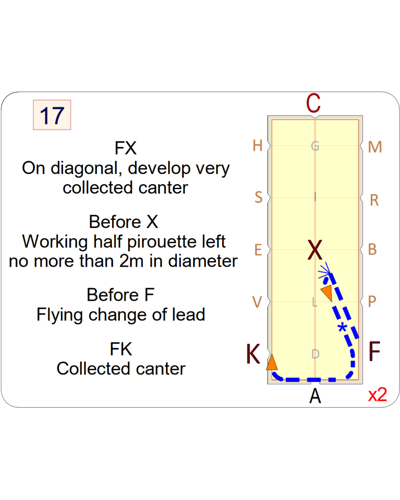 17
FX
On diagonal, develop very
collected canter
Before X
Working half pirouette left
no more than 2m in diameter
Before F
Flying change of lead
FK
Collected canter
C
H G M
S I R
E X B
V L P
K D F
A
x2